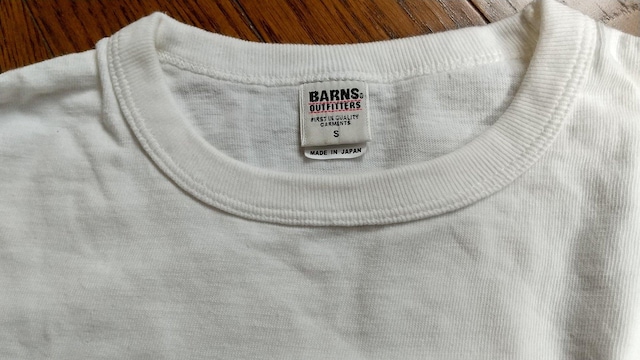 BARNS
OUTFITTERS
FIRST IN QUALITY
GARMENTS
S
MADE IN JAPAN